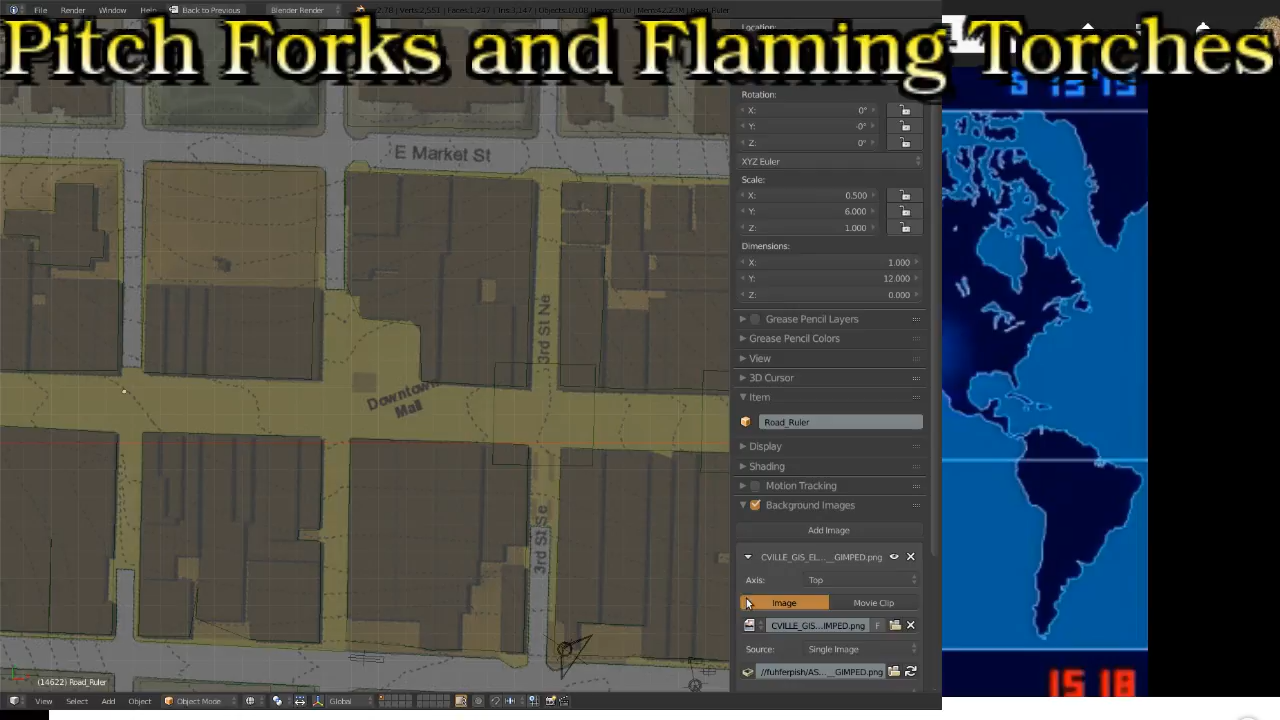 File Render Window Help Back to Previous Blender Render
Pitch Forks and Flaming Torches
Location:
Rotation:
X: 0°
Y: -0°
Z: 0°
XYZ Euler
Scale:
X: 0.500
Y: 6.000
Z: 1.000
Dimensions:
X: 1.000
Y: 12.000
Z: 0.000
Grease Pencil Layers
Grease Pencil Colors
View
3D Cursor
Item
Road_Ruler
Display
Shading
Motion Tracking
Background Images
Add Image
CVILLE_GIS_EL...__GIMPED.png
Axis: Top
Image Movie Clip
CVILLE_GIS...IMPED.png F
Source: Single Image
//fuhferpish/AS...__GIMPED.png
E Market St
3rd St Ne
Downtown
Mall
3rd St Se
(14622) Road_Ruler
View Select Add Object Object Mode Global
1518